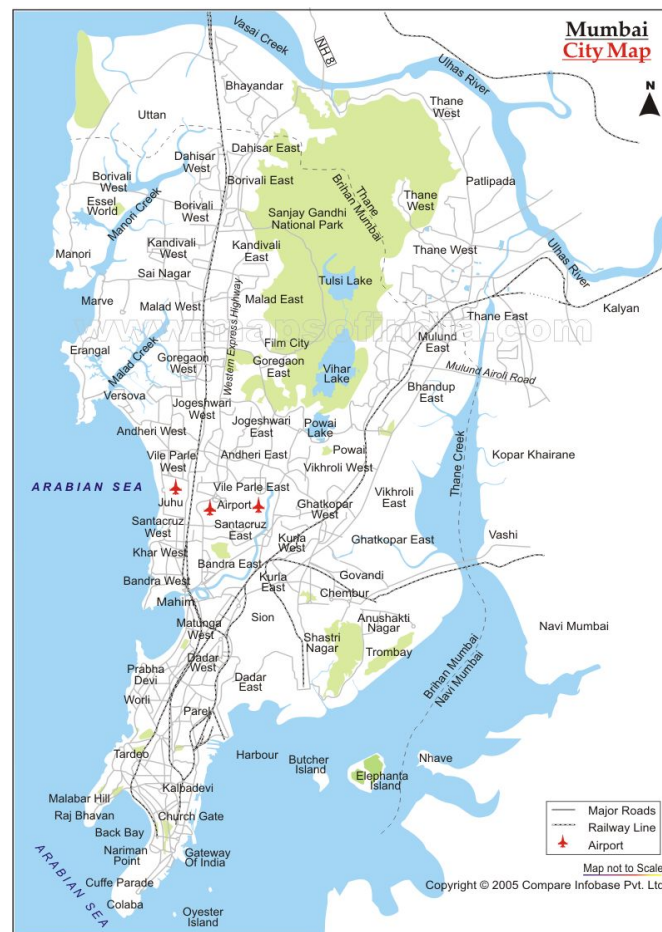 Mumbai
City Map
N
Vasai Creek
NH 8
Ulhas River
Bhayandar
Uttan
Thane
West
Dahisar East
Dahisar
West
Borivali
West
Borivali East
Essel
World
Manori Creek
Borivali
West
Thane
Brihan Mumbai
Patlipada
Thane
West
Sanjay Gandhi
National Park
Kandivali
West
Kandivali
East
Thane West
Ulhas River
Manori
Sai Nagar
Tulsi Lake
Marve
Malad West
Malad East
Western Express Highway
Kalyan
Thane East
www.mapsofindia.com
Erangal
Malad Creek
Film City
Mulund
East
Goregaon
West
Goregaon
East
Vihar
Lake
Mulund Airoli Road
Bhandup
East
Versova
Jogeshwari
West
Jogeshwari
East
Powai
Lake
Andheri West
Andheri East
Powai
Kopar Khairane
Thane Creek
Vile Parle
West
Vikhroli West
ARABIAN SEA
Vile Parle East
Vikhroli
East
Juhu
Airport
Ghatkopar
West
Santacruz
West
Santacruz
East
Kurla
West
Ghatkopar East
Vashi
Khar West
Bandra East
Bandra West
Kurla
East
Govandi
Chembur
Mahim
Matunga
West
Sion
Anushakti
Nagar
Navi Mumbai
Shastri
Nagar
Trombay
Dadar
West
Brihan Mumbai
Navi Mumbai
Prabha
Devi
Dadar
East
Worli
Parel
Tardeo
Harbour
Butcher
Island
Nhave
Elephanta
Island
Malabar Hill
Kalbadevi
Raj Bhavan
Church Gate
Back Bay
Nariman
Point
Gateway
Of India
Cuffe Parade
Colaba
ARABIAN SEA
Oyester
Island
Major Roads
Railway Line
Airport
Map not to Scale
Copyright © 2005 Compare Infobase Pvt. Ltd